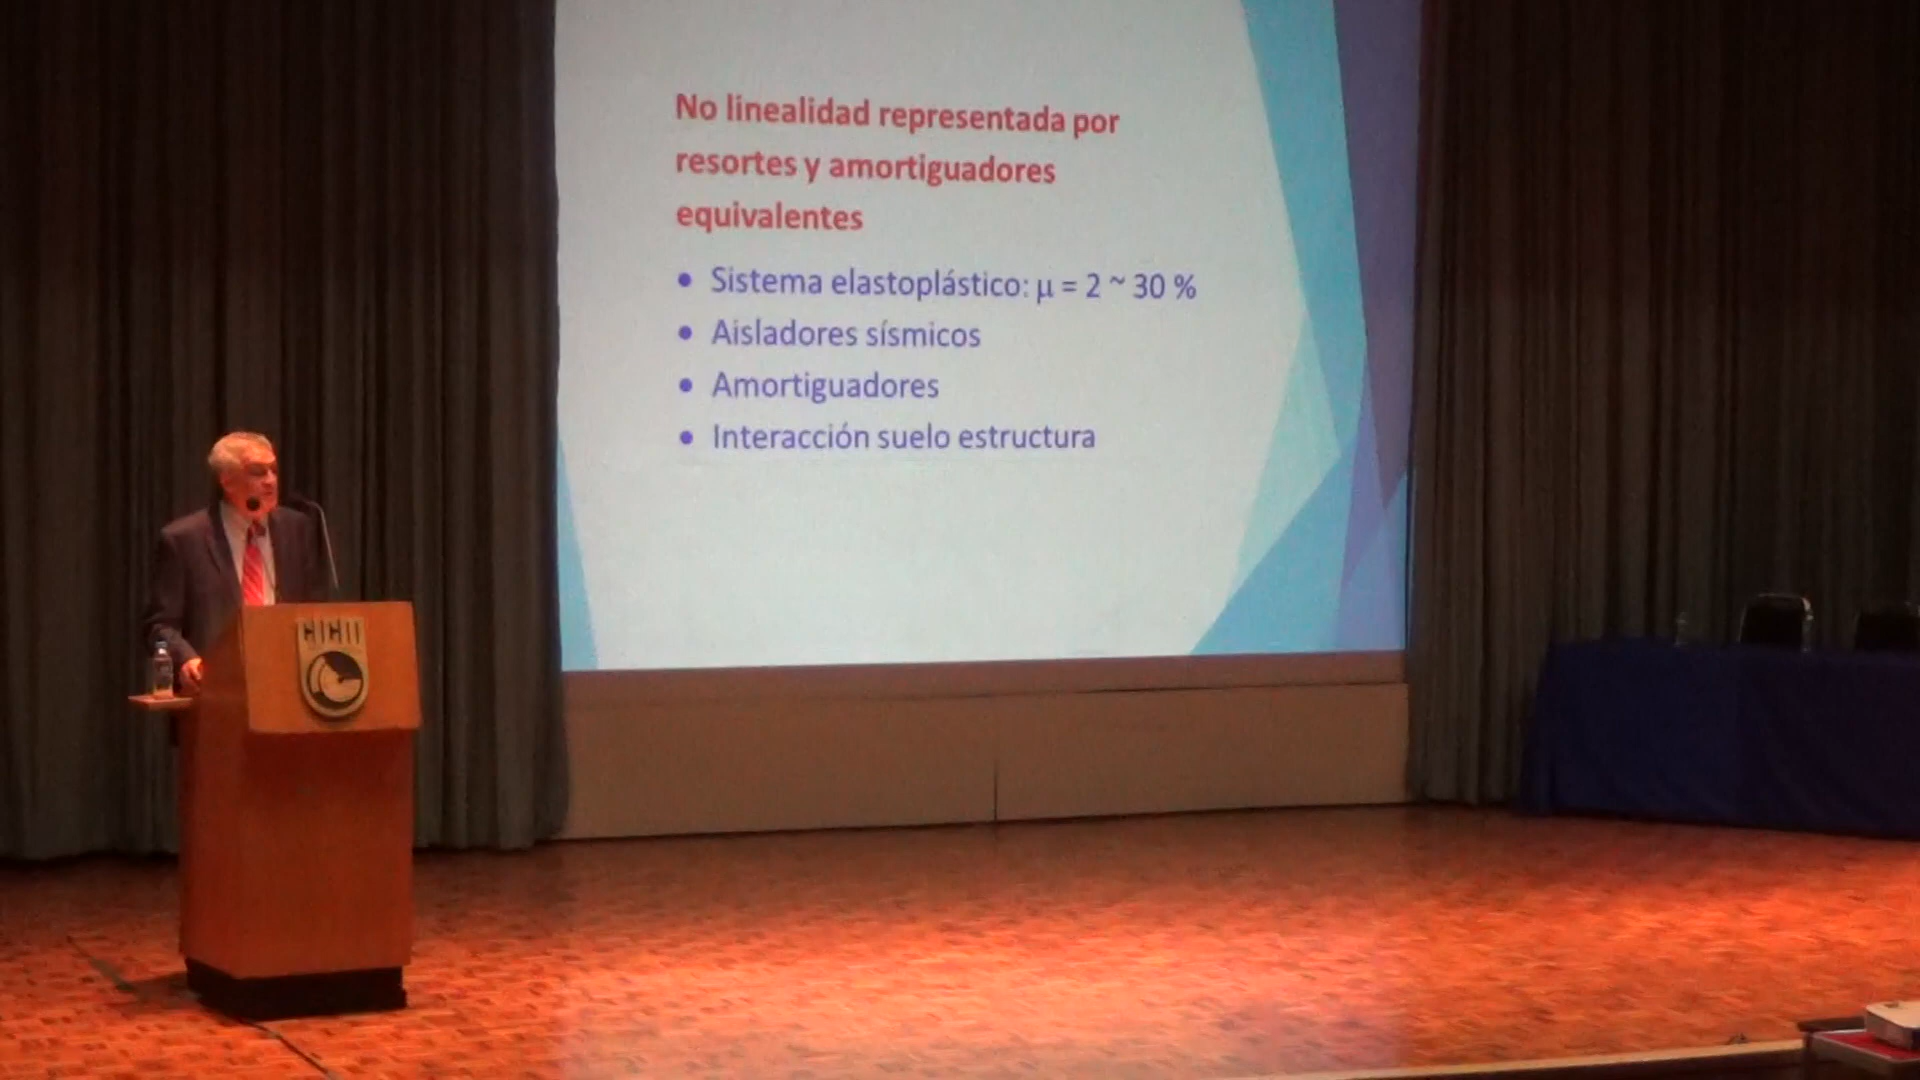 No linealidad representada por
resortes y amortiguadores
equivalentes
• Sistema elastoplástico: μ = 2 ~ 30 %
• Aisladores sísmicos
• Amortiguadores
• Interacción suelo estructura